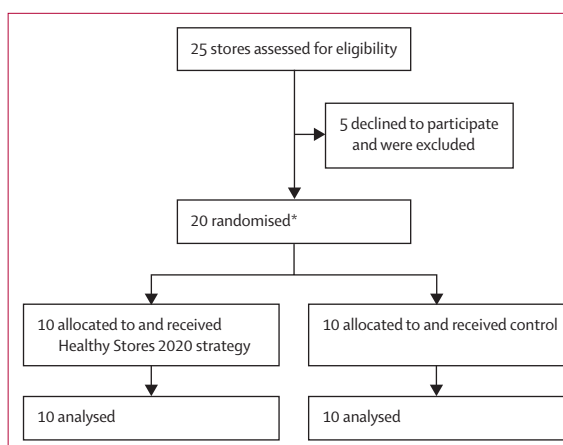 25 stores assessed for eligibility
5 declined to participate
and were excluded
20 randomised*
10 allocated to and received
Healthy Stores 2020 strategy
10 allocated to and received control
10 analysed
10 analysed